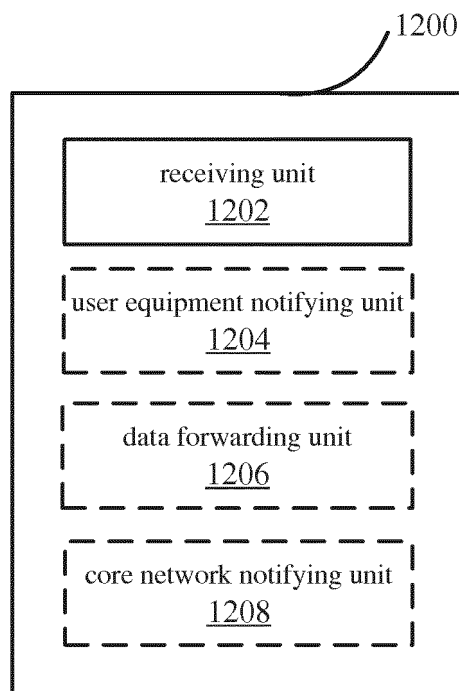 1200
receiving unit
1202
user equipment notifying unit
1204
data forwarding unit
1206
core network notifying unit
1208